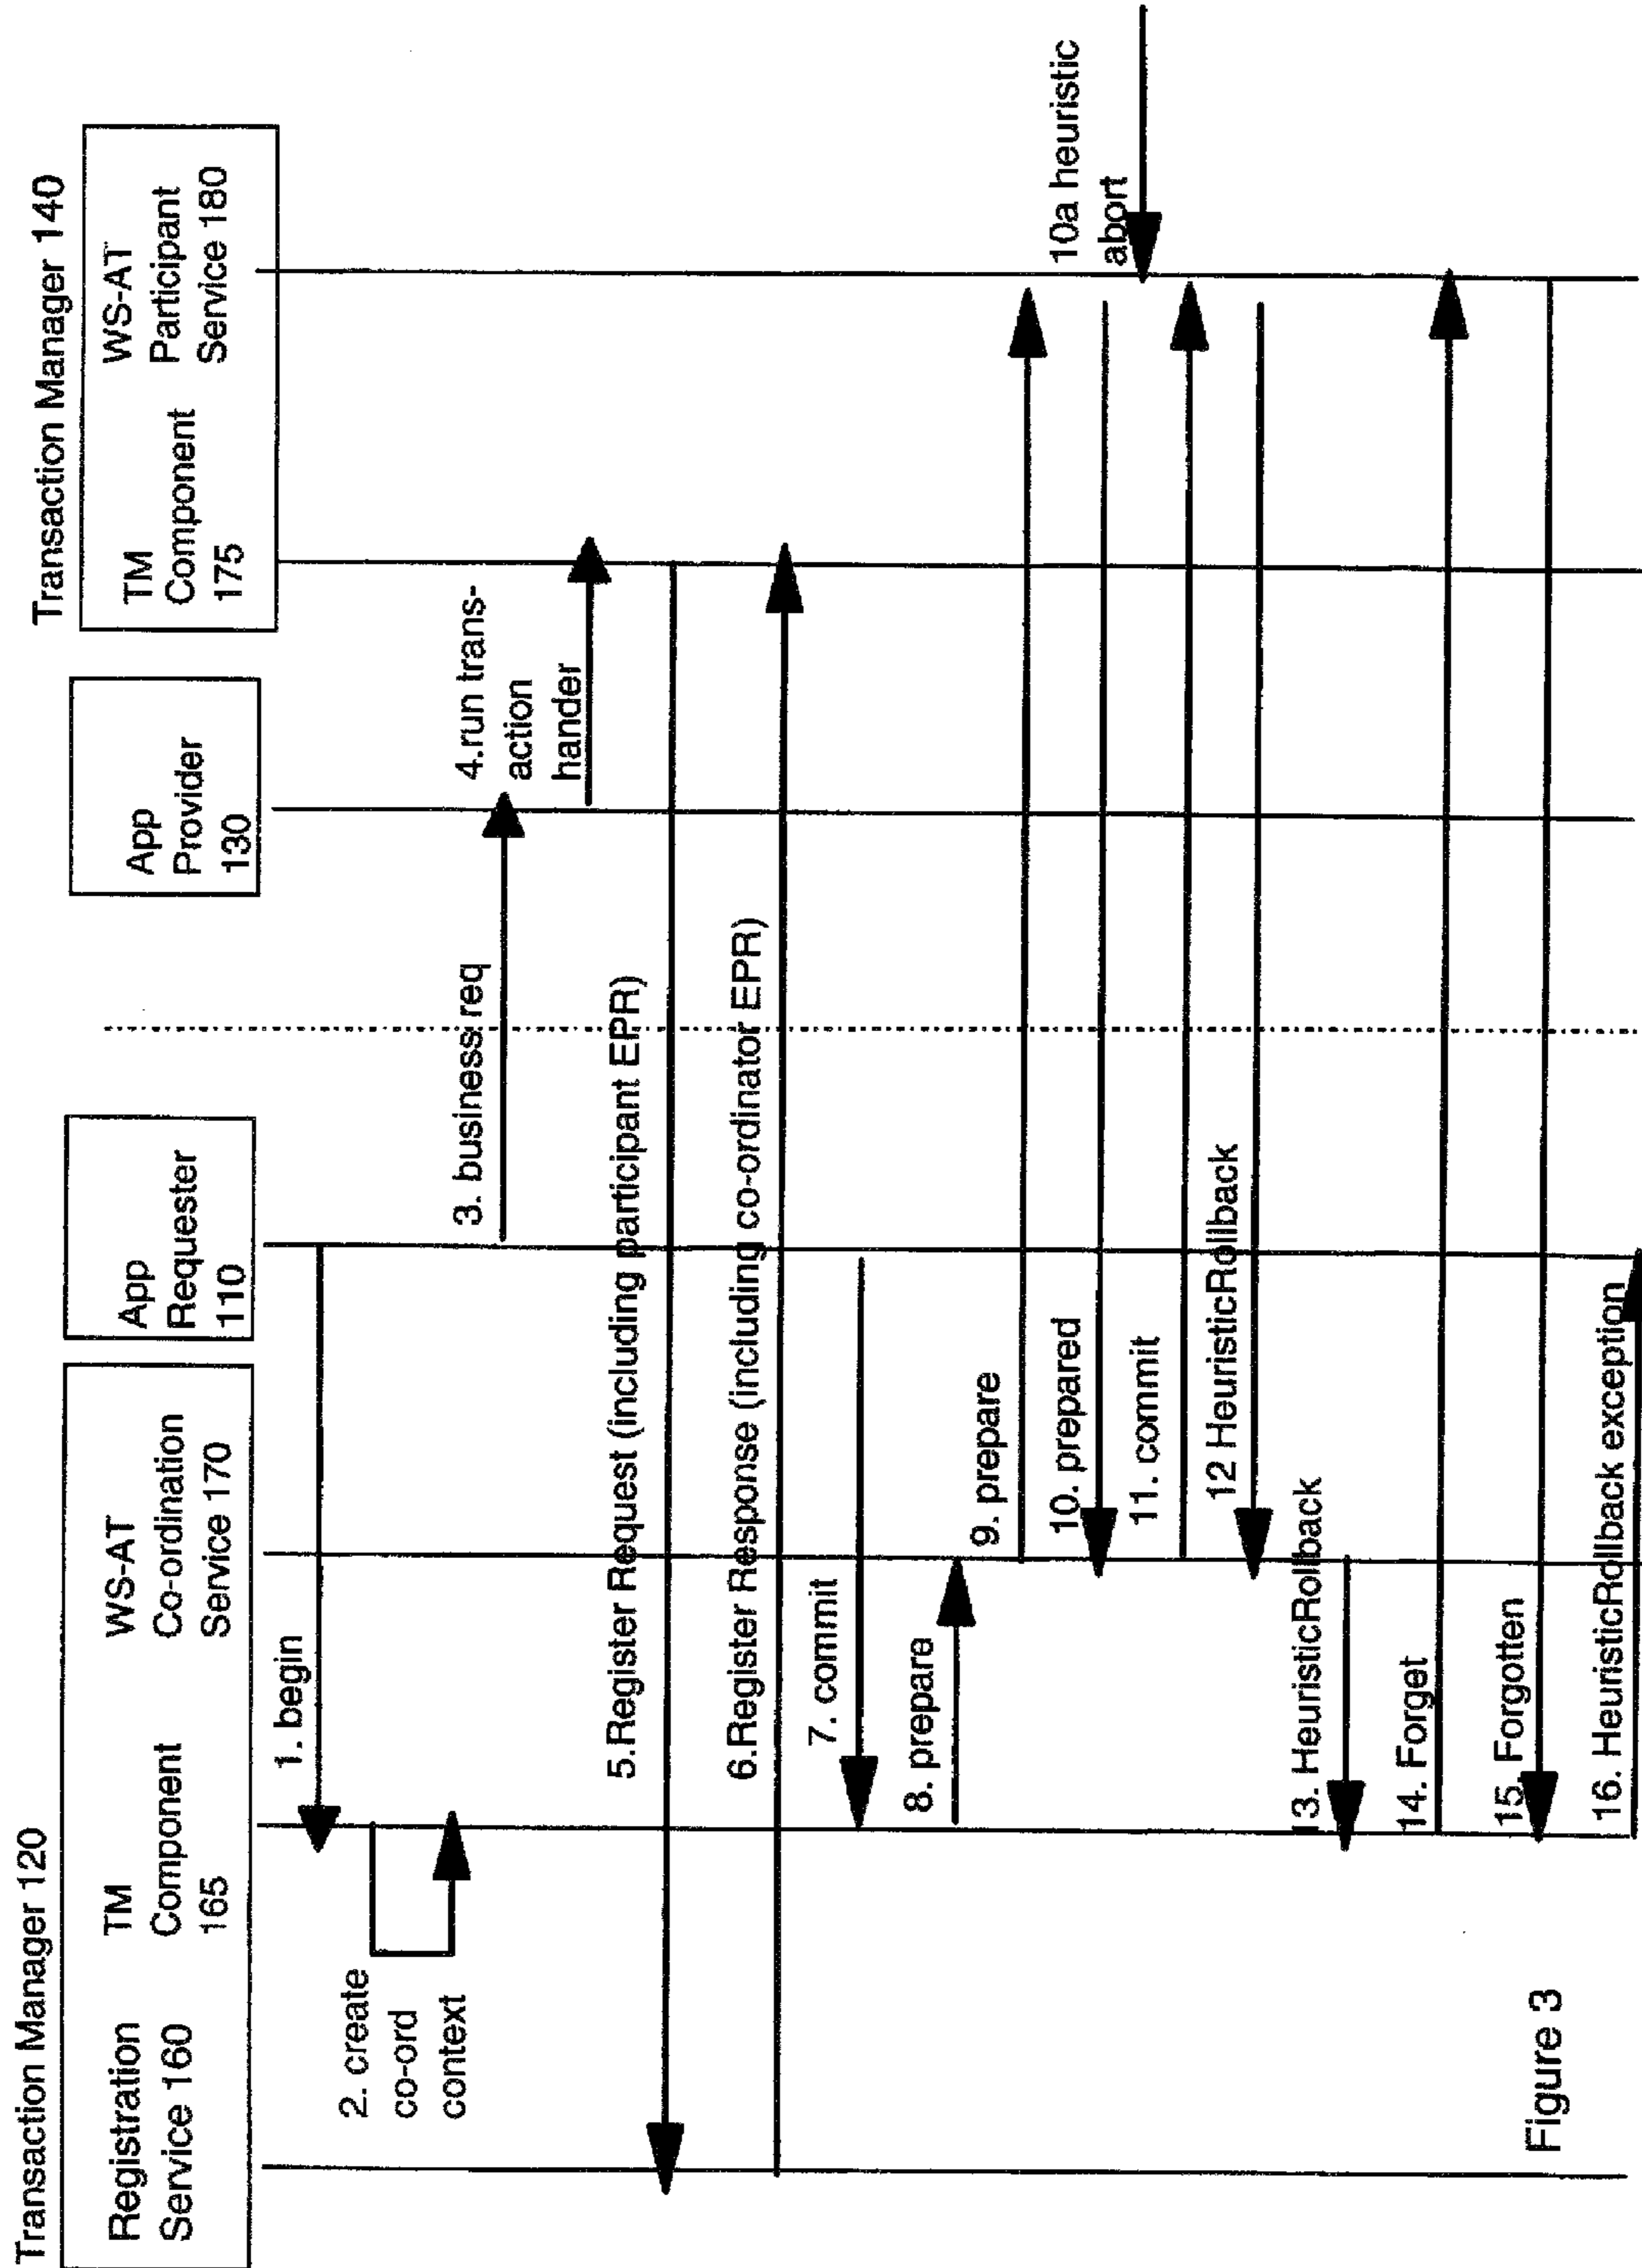 Transaction Manager 120
Transaction Manager 140
Registration
Service 160
TM
Component
165
WS-AT
Co-ordination
Service 170
App
Requester
110
App
Provider
130
TM
Component
175
WS-AT
Participant
Service 180
1. begin
2. create
co-ord
context
3. business req
4.run trans-
action
hander
5.Register Request (including participant EPR)
6.Register Response (including co-ordinator EPR)
7. commit
8. prepare
9. prepare
10. prepared
10a heuristic
abort
11. commit
12 HeuristicRollback
13. HeuristicRollback
14. Forget
15. Forgotten
16. HeuristicRollback exception
Figure 3